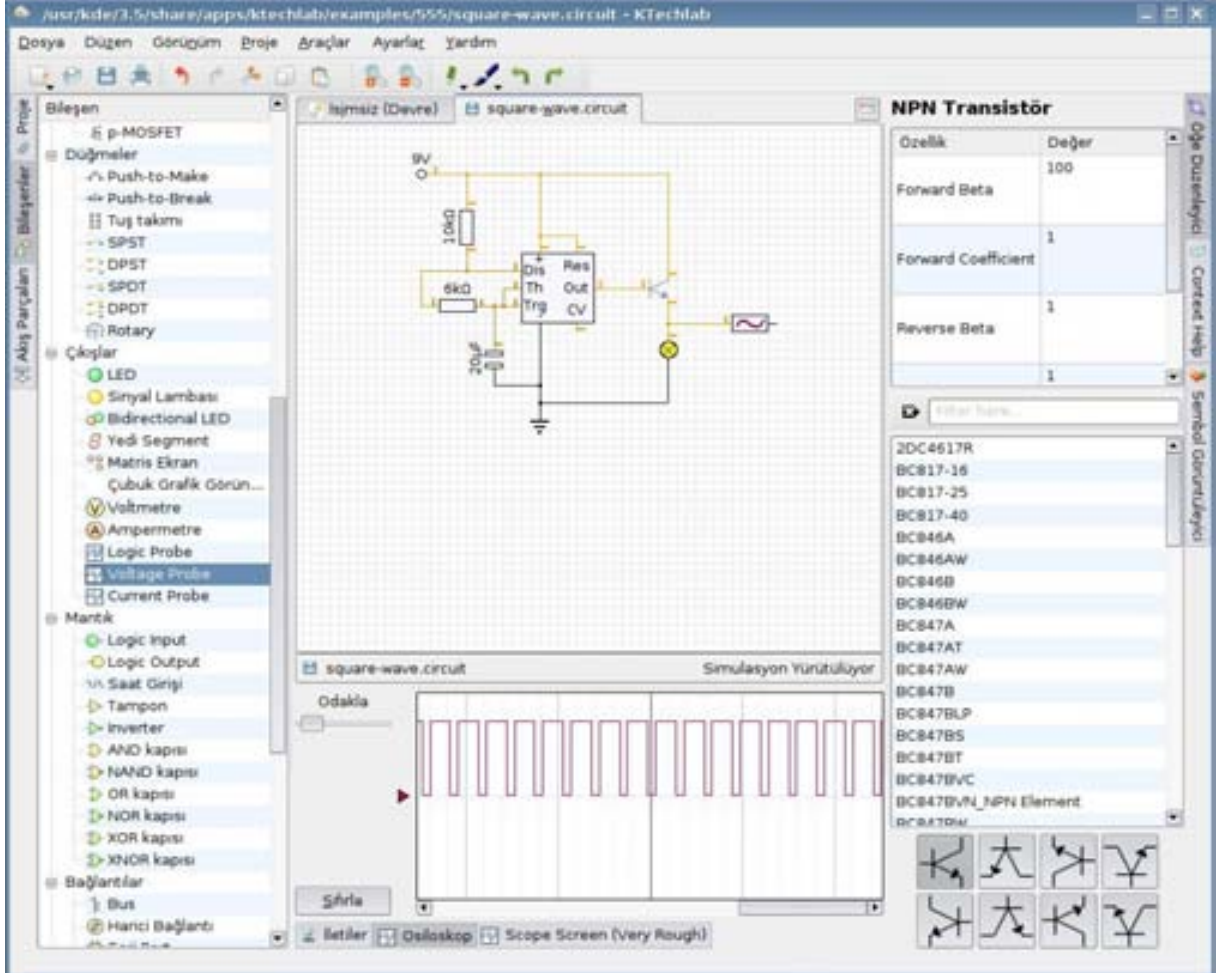 /usr/kde/3.5/share/apps/ktechlab/examples/555/square-wave.circuit - KTechlab
Dosya Düzen Görünüm Proje Araçlar Ayarlar Yardım
Proje
Bileşenler
Akış Parçaları
Bileşen
p-MOSFET
Düğmeler
Push-to-Make
Push-to-Break
Tuş takımı
SPST
DPST
SPDT
DPDT
Rotary
Çıkışlar
LED
Sinyal Lambası
Bidirectional LED
Yedi Segment
Matris Ekran
Çubuk Grafik Görün...
Voltmetre
Ampermetre
Logic Probe
Voltage Probe
Current Probe
Mantık
Logic Input
Logic Output
Saat Girişi
Tampon
Inverter
AND kapısı
NAND kapısı
OR kapısı
NOR kapısı
XOR kapısı
XNOR kapısı
Bağlantılar
Bus
Harici Bağlantı
İsimsiz (Devre)
square-wave.circuit
9V
10kΩ
6kΩ
20µF
Dis
Th
Trg
Res
Out
CV
square-wave.circuit
Simulasyon Yürütülüyor
Odakla
Sıfırla
İletiler
Osiloskop
Scope Screen (Very Rough)
NPN Transistör
Özellik Değer
Forward Beta 100
Forward Coefficient 1
Reverse Beta 1
1
Filter here...
2DC4617R
BC817-16
BC817-25
BC817-40
BC846A
BC846AW
BC846B
BC846BW
BC847A
BC847AT
BC847AW
BC847B
BC847BLP
BC847BS
BC847BT
BC847BVC
BC847BVN_NPN Element
BC847BW
Öğe Düzenleyici
Context Help
Sembol Görüntüleyici